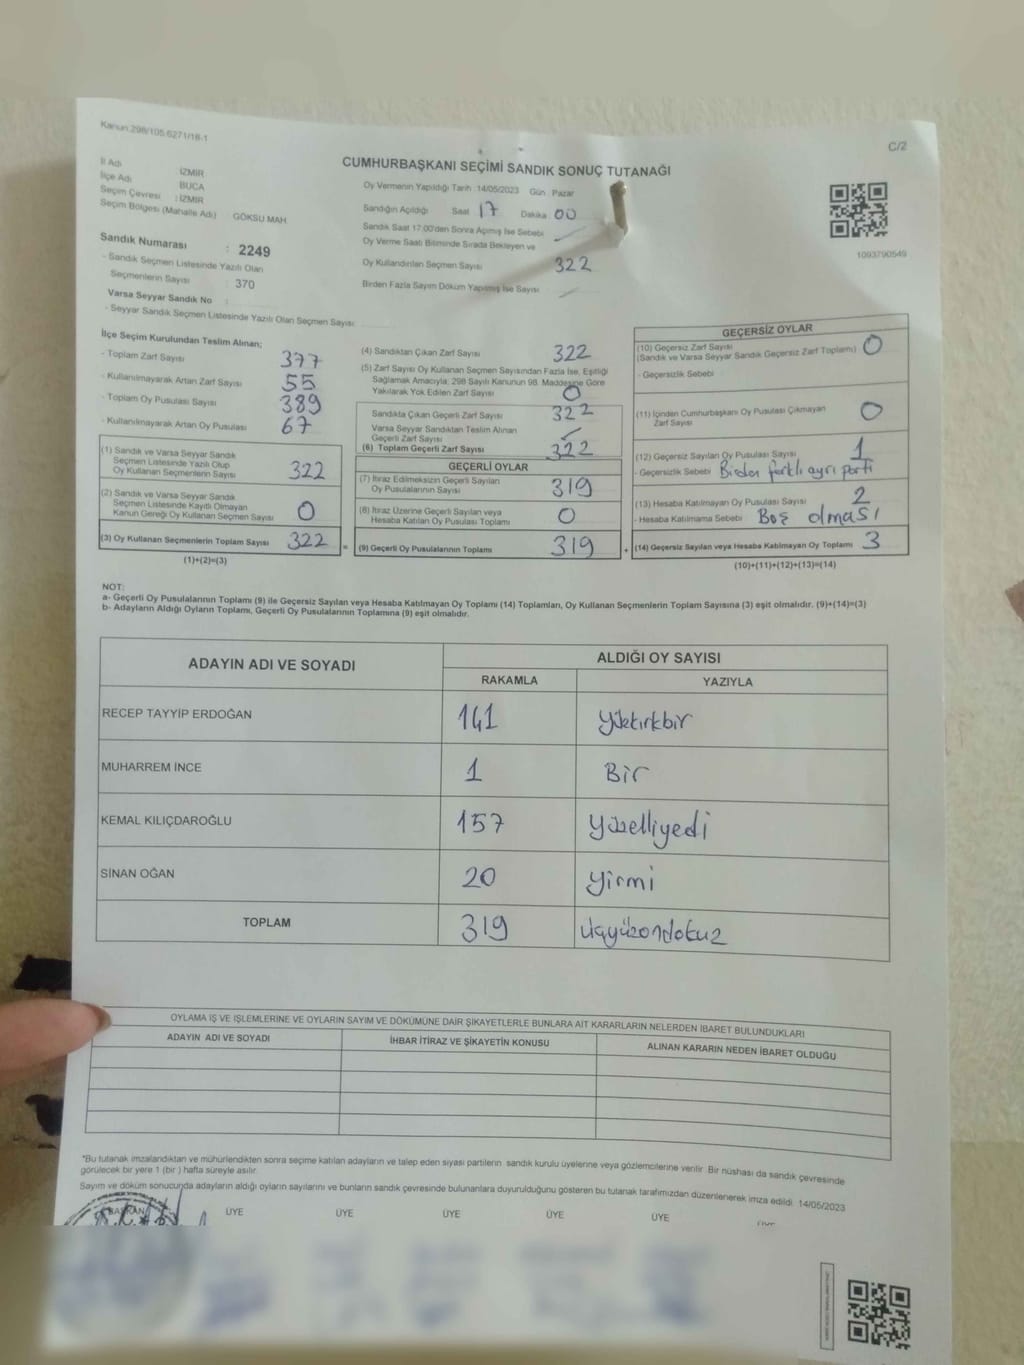 Kanun:298/105.6271/18-1
C/2
CUMHURBAŞKANI SEÇİMİ SANDIK SONUÇ TUTANAĞI
İl Adı : İZMİR
İlçe Adı : BUCA
Seçim Çevresi : İZMİR
Seçim Bölgesi (Mahalle Adı) GÖKSU MAH.
Sandık Numarası : 2249
- Sandık Seçmen Listesinde Yazılı Olan
Seçmenlerin Sayısı : 370
Varsa Seyyar Sandık No :
- Seyyar Sandık Seçmen Listesinde Yazılı Olan Seçmen Sayısı:
Oy Vermenin Yapıldığı Tarih :14/05/2023 Gün :Pazar
Sandığın Açıldığı Saat 17 Dakika 00
Sandık Saat 17:00'den Sonra Açılmış İse Sebebi
Oy Verme Saati Bitiminde Sırada Bekleyen ve
Oy Kullandırılan Seçmen Sayısı 322
Birden Fazla Sayım Döküm Yapılmış İse Sayısı
1093790549
İlçe Seçim Kurulundan Teslim Alınan;
- Toplam Zarf Sayısı 377
- Kullanılmayarak Artan Zarf Sayısı 55
- Toplam Oy Pusulası Sayısı 389
- Kullanılmayarak Artan Oy Pusulası 67
(1) Sandık ve Varsa Seyyar Sandık
Seçmen Listesinde Yazılı Olup
Oy Kullanan Seçmenlerin Sayısı 322
(2) Sandık ve Varsa Seyyar Sandık
Seçmen Listesinde Kayıtlı Olmayan
Kanun Gereği Oy Kullanan Seçmen Sayısı 0
(3) Oy Kullanan Seçmenlerin Toplam Sayısı 322 =
(1)+(2)=(3)
(4) Sandıktan Çıkan Zarf Sayısı 322
(5) Zarf Sayısı Oy Kullanan Seçmen Sayısından Fazla İse, Eşitliği
Sağlamak Amacıyla; 298 Sayılı Kanunun 98. Maddesine Göre
Yakılarak Yok Edilen Zarf Sayısı 0
Sandıkta Çıkan Geçerli Zarf Sayısı 322
Varsa Seyyar Sandıktan Teslim Alınan
Geçerli Zarf Sayısı
(6) Toplam Geçerli Zarf Sayısı 322
GEÇERLİ OYLAR
(7) İtiraz Edilmeksizin Geçerli Sayılan
Oy Pusulalarının Sayısı 319
(8) İtiraz Üzerine Geçerli Sayılan ve
Hesaba Katılan Oy Pusulası Toplamı 0
(9) Geçerli Oy Pusulalarının Toplamı 319 +
GEÇERSİZ OYLAR
(10) Geçersiz Zarf Sayısı
(Sandık ve Varsa Seyyar Sandık Geçersiz Zarf Toplamı) 0
- Geçersizlik Sebebi
(11) İçinden Cumhurbaşkanı Oy Pusulası Çıkmayan
Zarf Sayısı 0
(12) Geçersiz Sayılan Oy Pusulası Sayısı 1
- Geçersizlik Sebebi Birden farklı ayrı parti
(13) Hesaba Katılmayan Oy Pusulası Sayısı 2
- Hesaba Katılmama Sebebi Boş olması
(14) Geçersiz Sayılan veya Hesaba Katılmayan Oy Toplamı 3
(10)+(11)+(12)+(13)=(14)
NOT:
a- Geçerli Oy Pusulalarının Toplamı (9) ile Geçersiz Sayılan veya Hesaba Katılmayan Oy Toplamı (14) Toplamları, Oy Kullanan Seçmenlerin Toplam Sayısına (3) eşit olmalıdır. (9)+(14)=(3)
b- Adayların Aldığı Oyların Toplamı, Geçerli Oy Pusulalarının Toplamına (9) eşit olmalıdır.
ADAYIN ADI VE SOYADI
ALDIĞI OY SAYISI
RAKAMLA YAZIYLA
RECEP TAYYİP ERDOĞAN 141 Yüzkırkbir
MUHARREM İNCE 1 Bir
KEMAL KILIÇDAROĞLU 157 Yüzelliyedi
SİNAN OĞAN 20 Yirmi
TOPLAM 319 Üçyüzondokuz
OYLAMA İŞ VE İŞLEMLERİNE VE OYLARIN SAYIM VE DÖKÜMÜNE DAİR ŞİKAYETLERLE BUNLARA AİT KARARLARIN NELERDEN İBARET BULUNDUKLARI
ADAYIN ADI VE SOYADI İHBAR İTİRAZ VE ŞİKAYETİN KONUSU ALINAN KARARIN NEDEN İBARET OLDUĞU
*Bu tutanak imzalandıktan ve mühürlendikten sonra seçime katılan adayların ve talep eden siyasi partilerin sandık kurulu üyelerine veya gözlemcilerine verilir. Bir nüshası da sandık çevresinde
görülecek bir yere 1 (bir ) hafta süreyle asılır.
Sayım ve döküm sonucunda adayların aldığı oyların sayılarını ve bunların sandık çevresinde bulunanlara duyurulduğunu gösteren bu tutanak tarafımızdan düzenlenerek imza edildi. 14/05/2023
BAŞKAN ÜYE ÜYE ÜYE ÜYE ÜYE